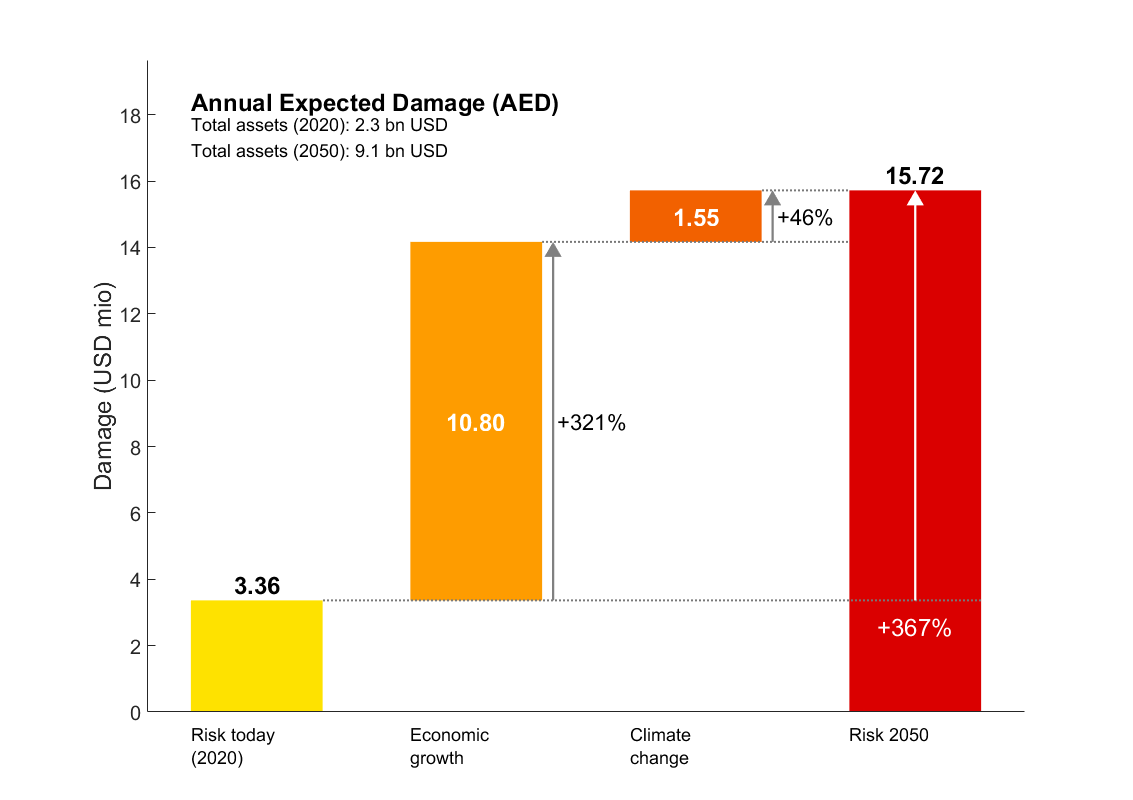 Annual Expected Damage (AED)
Total assets (2020): 2.3 bn USD
Total assets (2050): 9.1 bn USD
Damage (USD mio)
18
16
14
12
10
8
6
4
2
0
3.36
10.80
+321%
1.55
+46%
15.72
+367%
Risk today
(2020)
Economic
growth
Climate
change
Risk 2050